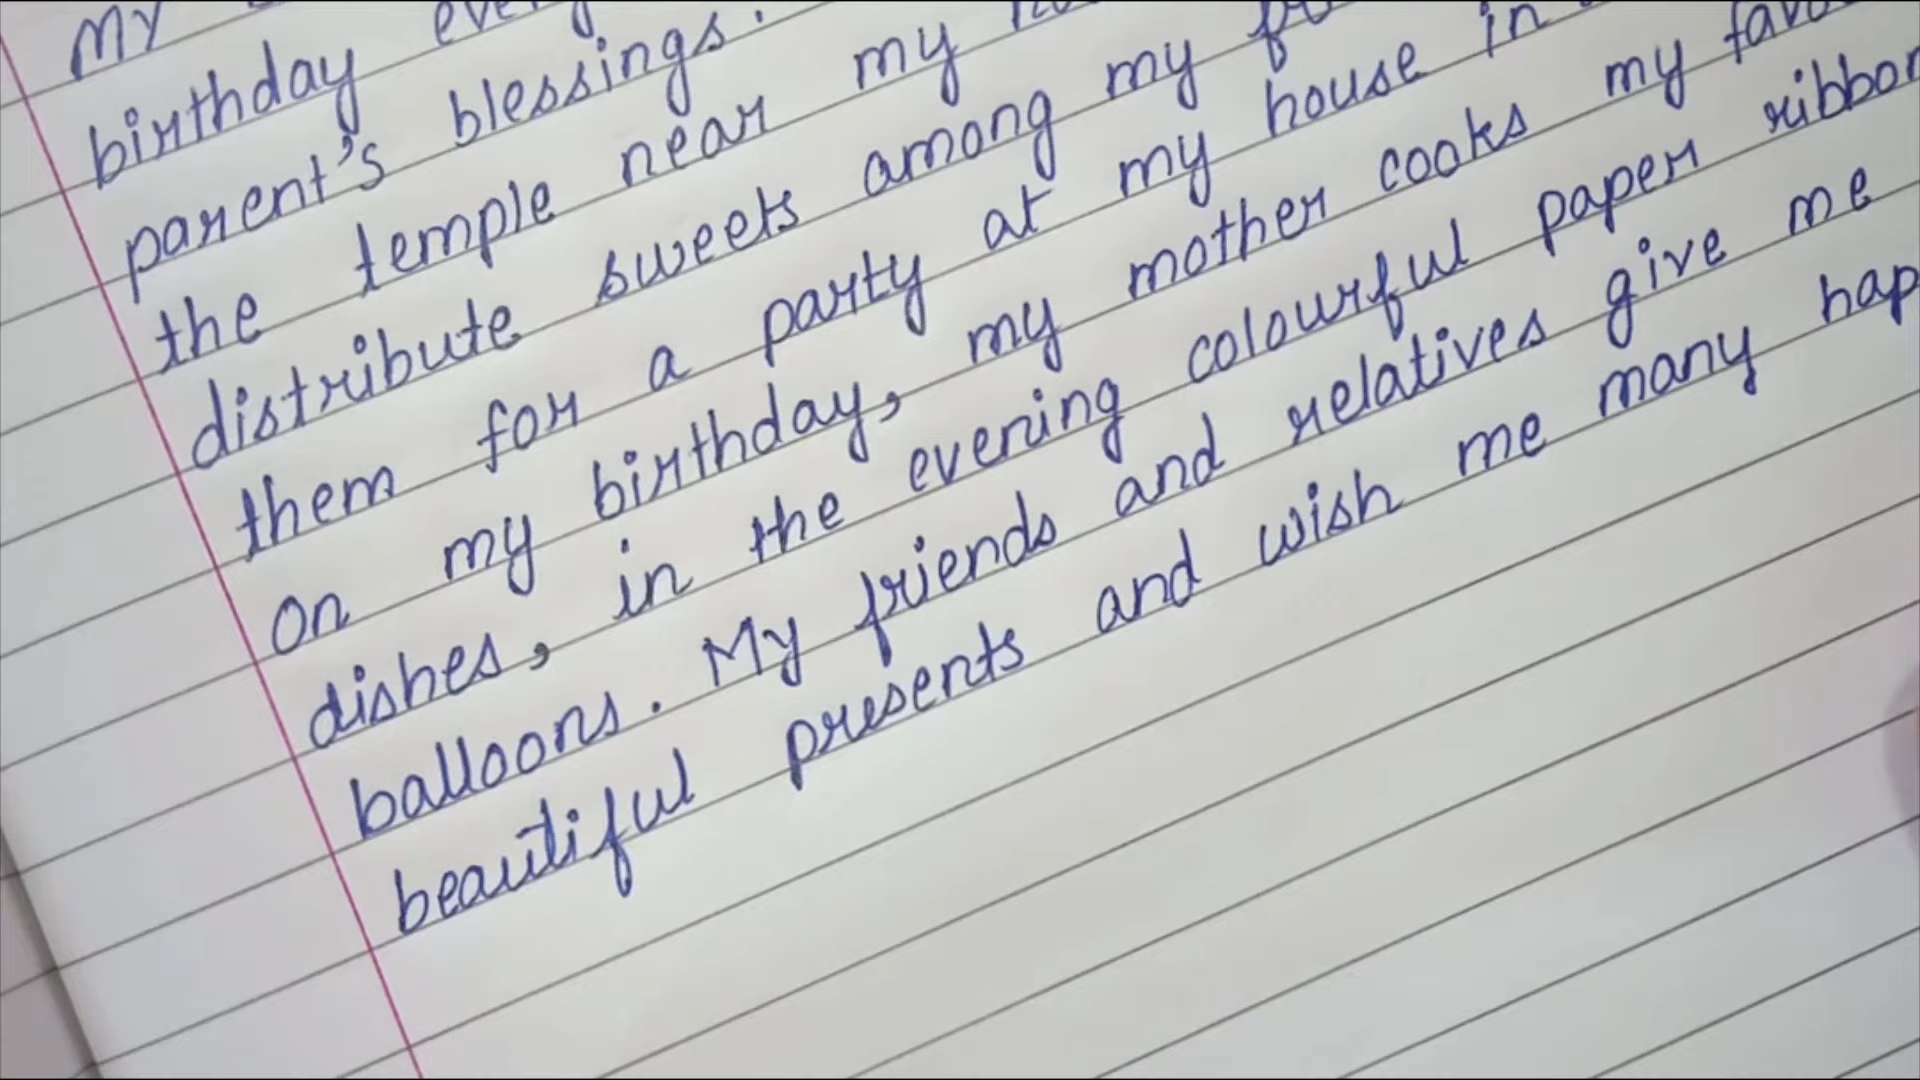 My
birthday
parent's blessings.
the temple near my
distribute sweets among my
them for a party at my house in
on my birthday, my mother cooks my
dishes, in the evening colourful paper
balloons. My friends and relatives give me
beautiful presents and wish me many